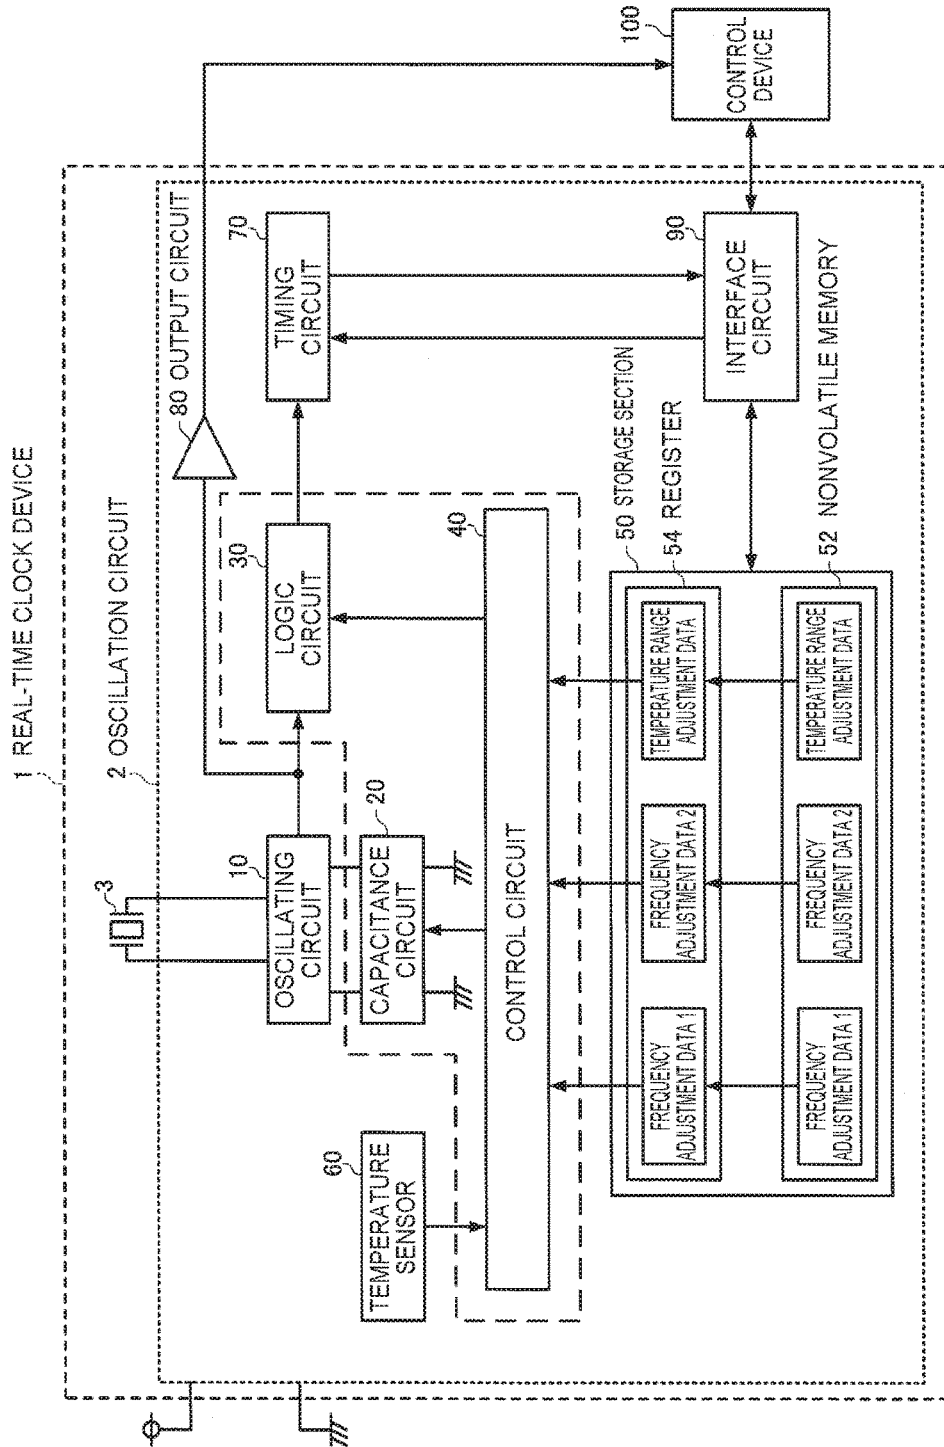 1 REAL-TIME CLOCK DEVICE
2 OSCILLATION CIRCUIT
3
80 OUTPUT CIRCUIT
100
CONTROL
DEVICE
10
OSCILLATING
CIRCUIT
30
LOGIC
CIRCUIT
70
TIMING
CIRCUIT
60
TEMPERATURE
SENSOR
20
CAPACITANCE
CIRCUIT
40
CONTROL CIRCUIT
50 STORAGE SECTION
54 REGISTER
52 NONVOLATILE MEMORY
90
INTERFACE
CIRCUIT
FREQUENCY
ADJUSTMENT DATA 1
FREQUENCY
ADJUSTMENT DATA 2
TEMPERATURE RANGE
ADJUSTMENT DATA
FREQUENCY
ADJUSTMENT DATA 1
FREQUENCY
ADJUSTMENT DATA 2
TEMPERATURE RANGE
ADJUSTMENT DATA